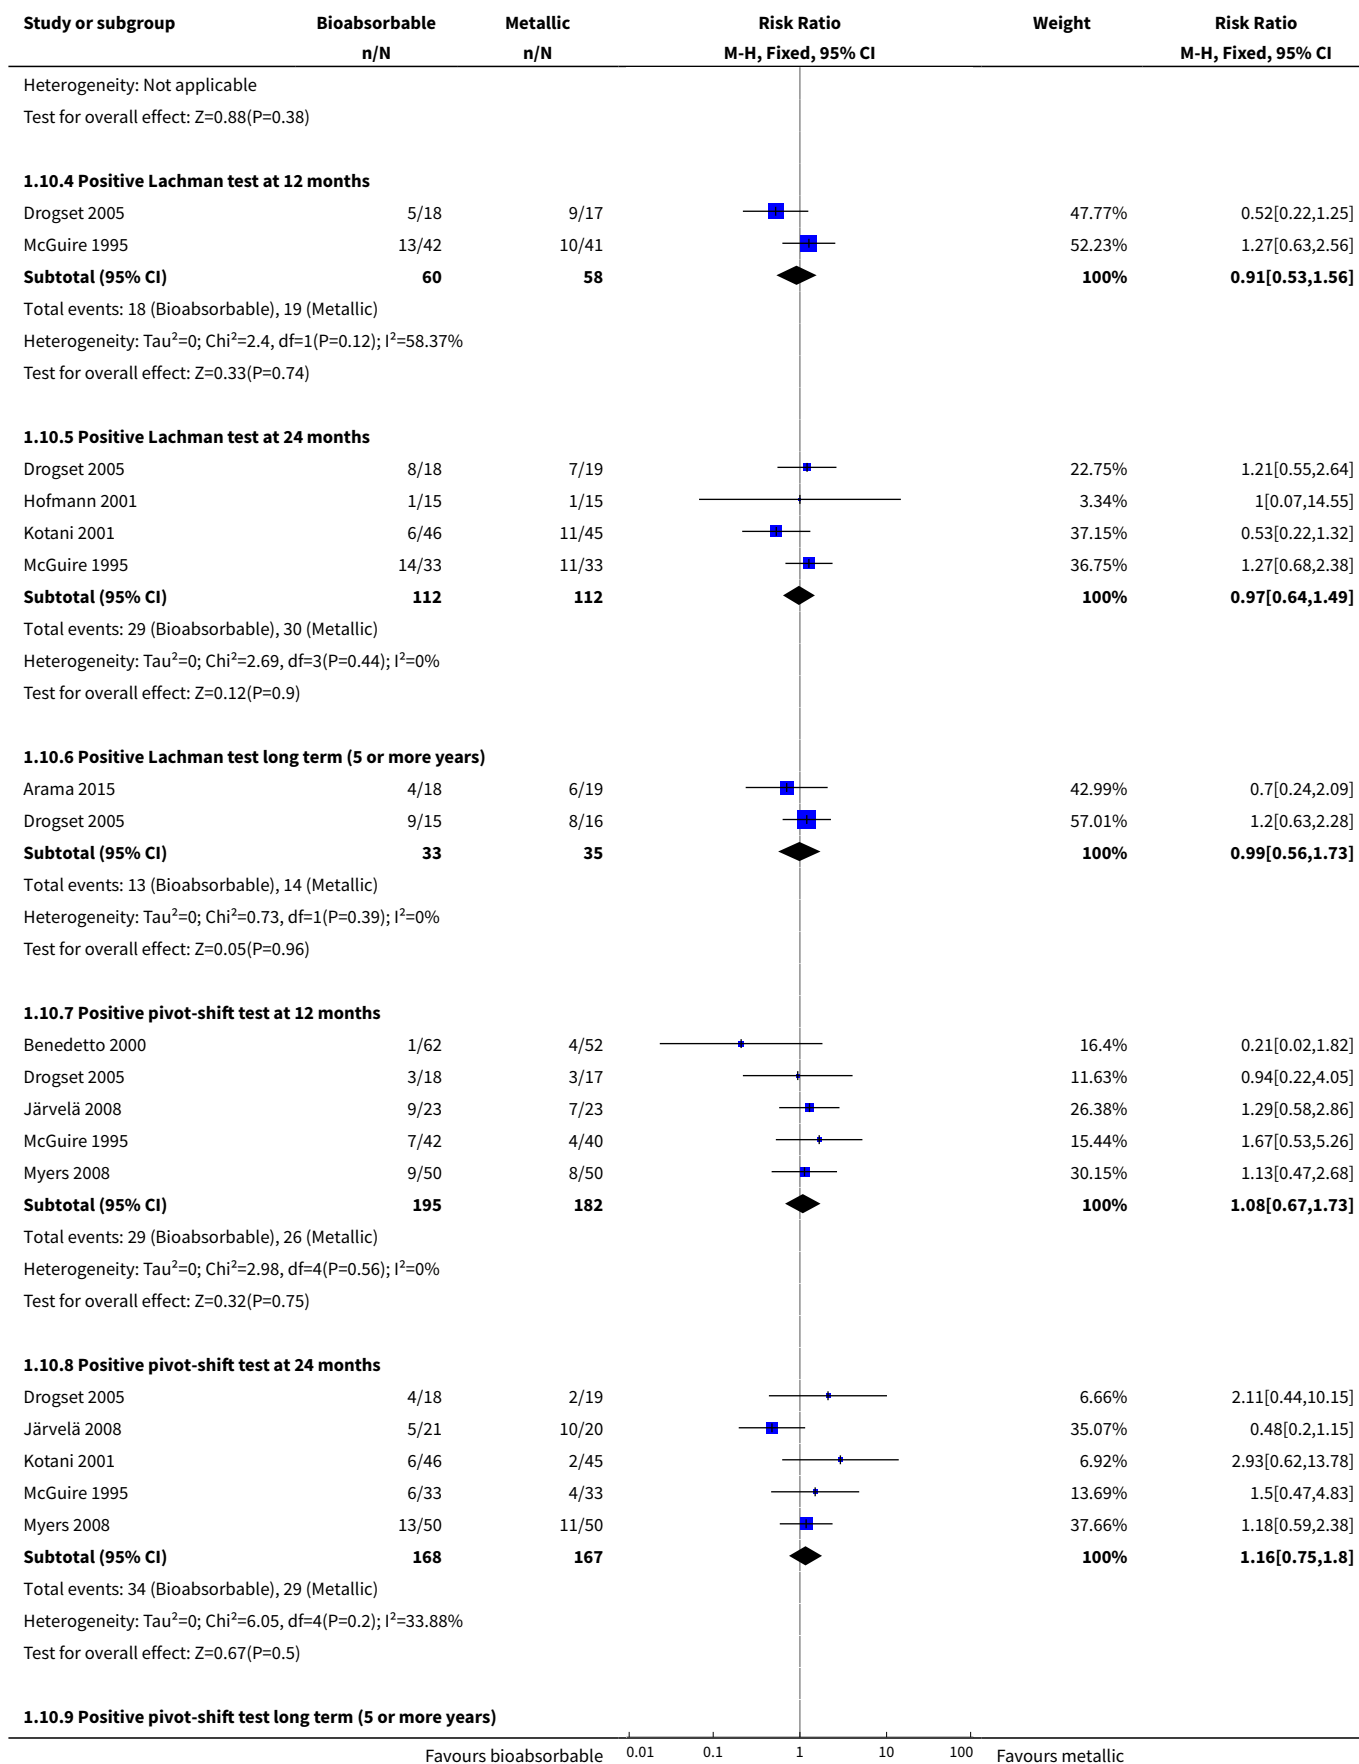 Study or subgroup Bioabsorbable Metallic Risk Ratio Weight Risk Ratio
n/N n/N M-H, Fixed, 95% CI M-H, Fixed, 95% CI
Heterogeneity: Not applicable
Test for overall effect: Z=0.88(P=0.38)
1.10.4 Positive Lachman test at 12 months
Drogset 2005 5/18 9/17 47.77% 0.52[0.22,1.25]
McGuire 1995 13/42 10/41 52.23% 1.27[0.63,2.56]
Subtotal (95% CI) 60 58 100% 0.91[0.53,1.56]
Total events: 18 (Bioabsorbable), 19 (Metallic)
Heterogeneity: Tau²=0; Chi²=2.4, df=1(P=0.12); I²=58.37%
Test for overall effect: Z=0.33(P=0.74)
1.10.5 Positive Lachman test at 24 months
Drogset 2005 8/18 7/19 22.75% 1.21[0.55,2.64]
Hofmann 2001 1/15 1/15 3.34% 1[0.07,14.55]
Kotani 2001 6/46 11/45 37.15% 0.53[0.22,1.32]
McGuire 1995 14/33 11/33 36.75% 1.27[0.68,2.38]
Subtotal (95% CI) 112 112 100% 0.97[0.64,1.49]
Total events: 29 (Bioabsorbable), 30 (Metallic)
Heterogeneity: Tau²=0; Chi²=2.69, df=3(P=0.44); I²=0%
Test for overall effect: Z=0.12(P=0.9)
1.10.6 Positive Lachman test long term (5 or more years)
Arama 2015 4/18 6/19 42.99% 0.7[0.24,2.09]
Drogset 2005 9/15 8/16 57.01% 1.2[0.63,2.28]
Subtotal (95% CI) 33 35 100% 0.99[0.56,1.73]
Total events: 13 (Bioabsorbable), 14 (Metallic)
Heterogeneity: Tau²=0; Chi²=0.73, df=1(P=0.39); I²=0%
Test for overall effect: Z=0.05(P=0.96)
1.10.7 Positive pivot-shift test at 12 months
Benedetto 2000 1/62 4/52 16.4% 0.21[0.02,1.82]
Drogset 2005 3/18 3/17 11.63% 0.94[0.22,4.05]
Järvelä 2008 9/23 7/23 26.38% 1.29[0.58,2.86]
McGuire 1995 7/42 4/40 15.44% 1.67[0.53,5.26]
Myers 2008 9/50 8/50 30.15% 1.13[0.47,2.68]
Subtotal (95% CI) 195 182 100% 1.08[0.67,1.73]
Total events: 29 (Bioabsorbable), 26 (Metallic)
Heterogeneity: Tau²=0; Chi²=2.98, df=4(P=0.56); I²=0%
Test for overall effect: Z=0.32(P=0.75)
1.10.8 Positive pivot-shift test at 24 months
Drogset 2005 4/18 2/19 6.66% 2.11[0.44,10.15]
Järvelä 2008 5/21 10/20 35.07% 0.48[0.2,1.15]
Kotani 2001 6/46 2/45 6.92% 2.93[0.62,13.78]
McGuire 1995 6/33 4/33 13.69% 1.5[0.47,4.83]
Myers 2008 13/50 11/50 37.66% 1.18[0.59,2.38]
Subtotal (95% CI) 168 167 100% 1.16[0.75,1.8]
Total events: 34 (Bioabsorbable), 29 (Metallic)
Heterogeneity: Tau²=0; Chi²=6.05, df=4(P=0.2); I²=33.88%
Test for overall effect: Z=0.67(P=0.5)
1.10.9 Positive pivot-shift test long term (5 or more years)
Favours bioabsorbable 0.01 0.1 1 10 100 Favours metallic